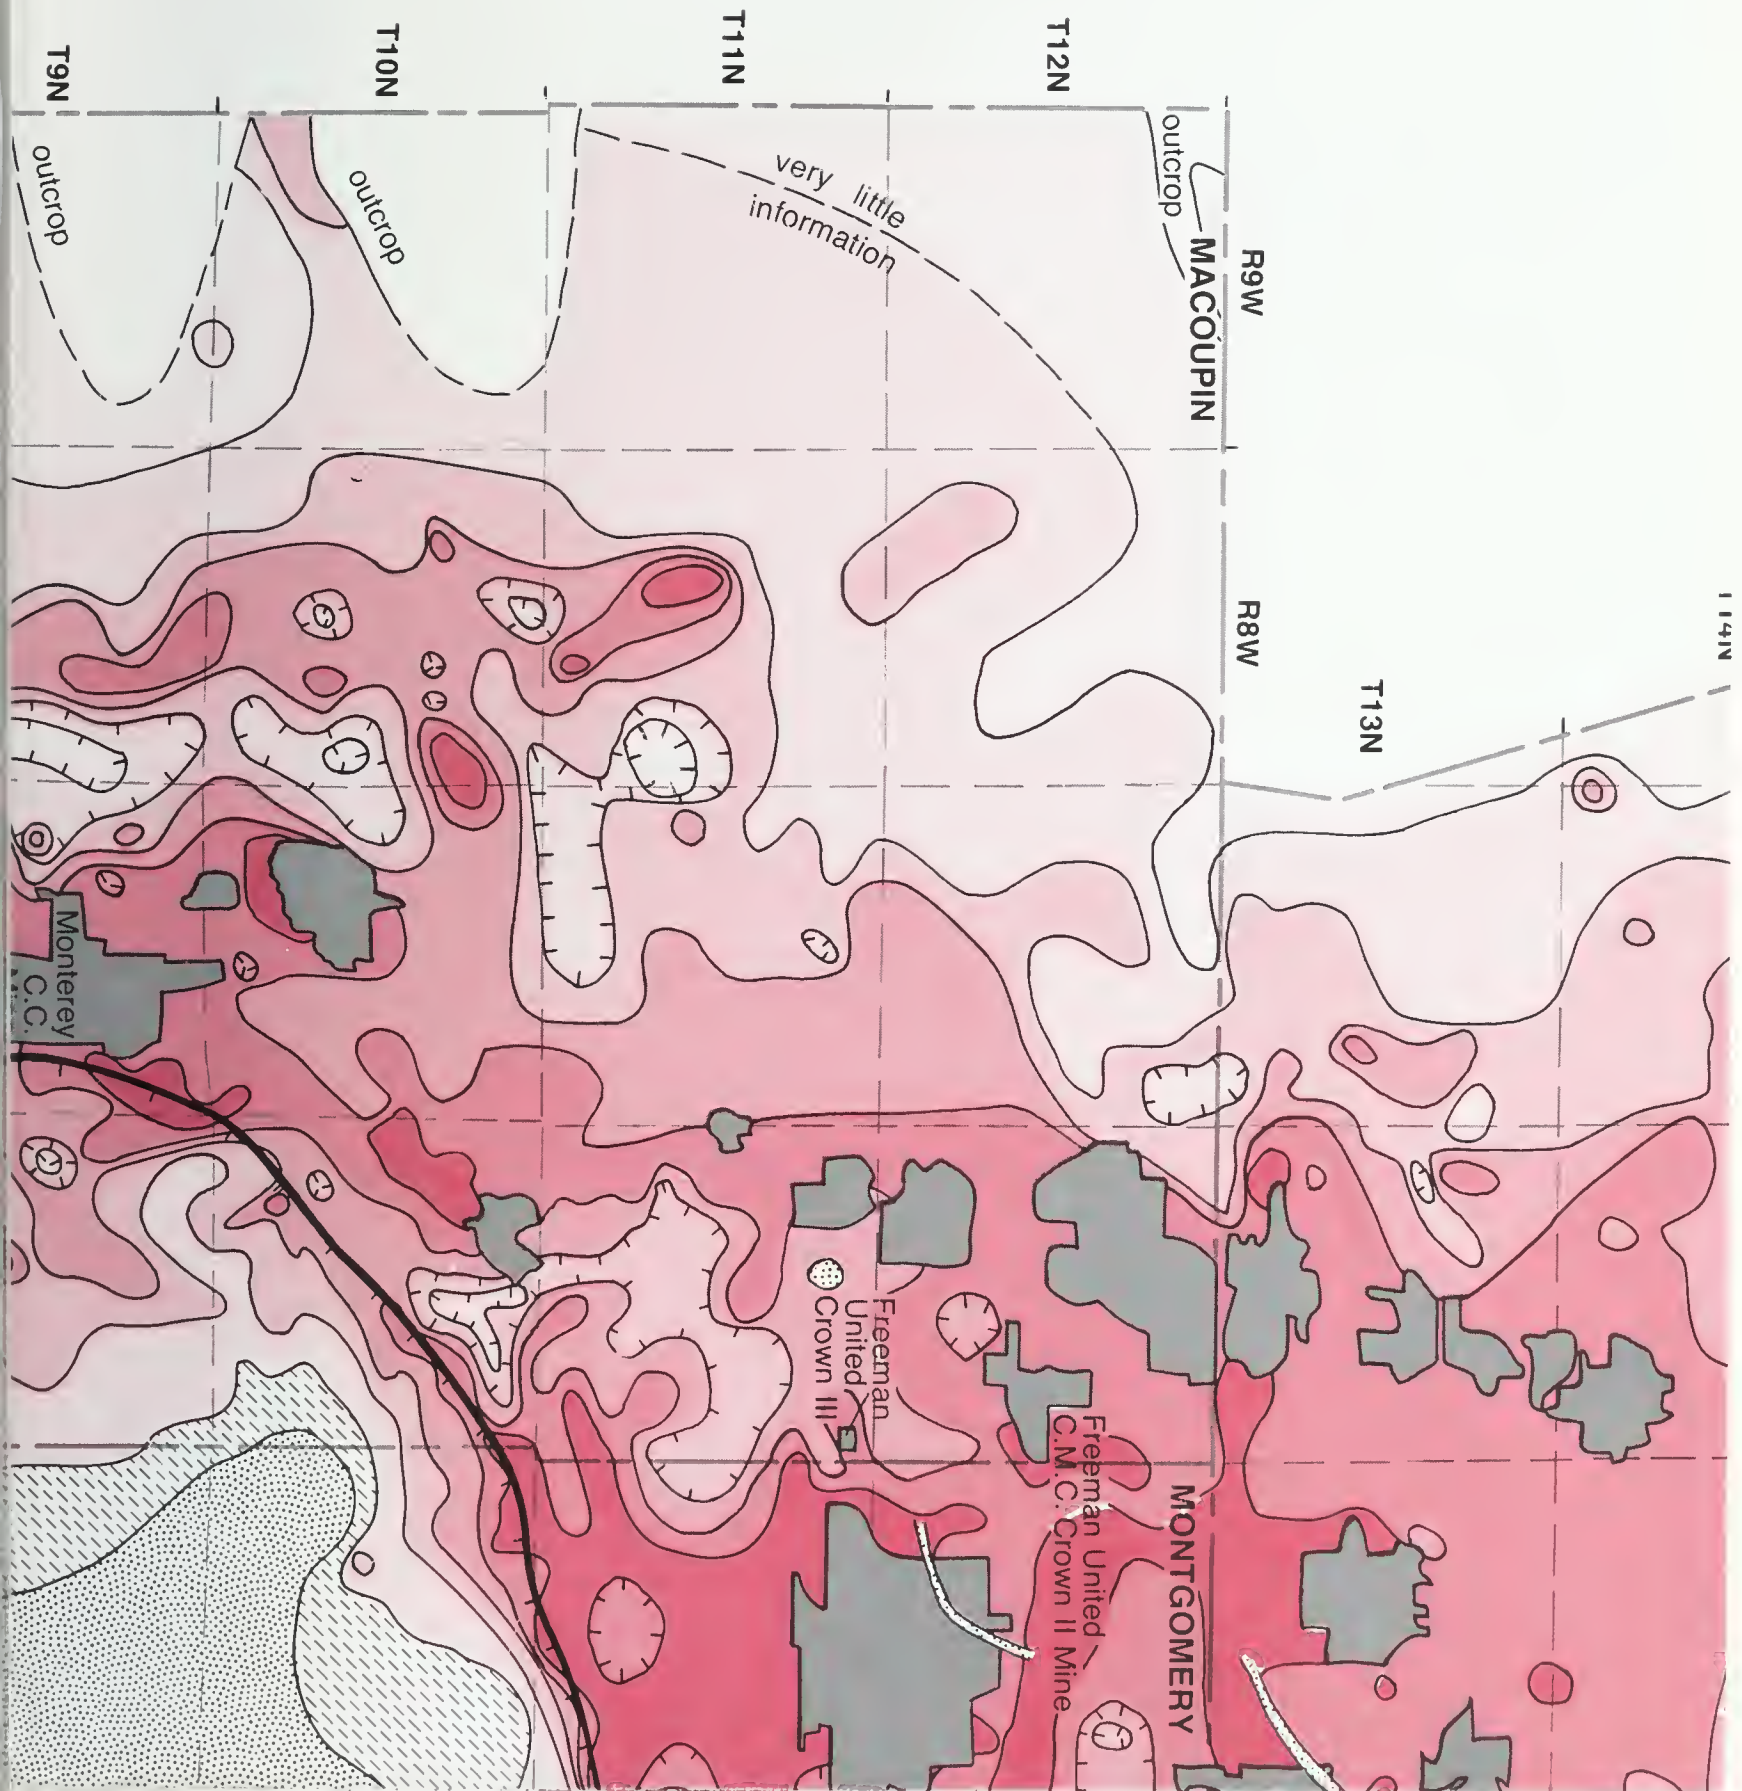 T9N
T10N
T11N
T12N
T13N
T14N
R9W
R8W
outcrop
outcrop
outcrop
very little
information
MACOUPIN
MONTGOMERY
Monterey
C.C.
Freeman
United
Crown III
Freeman United
C.M.C. Crown II Mine